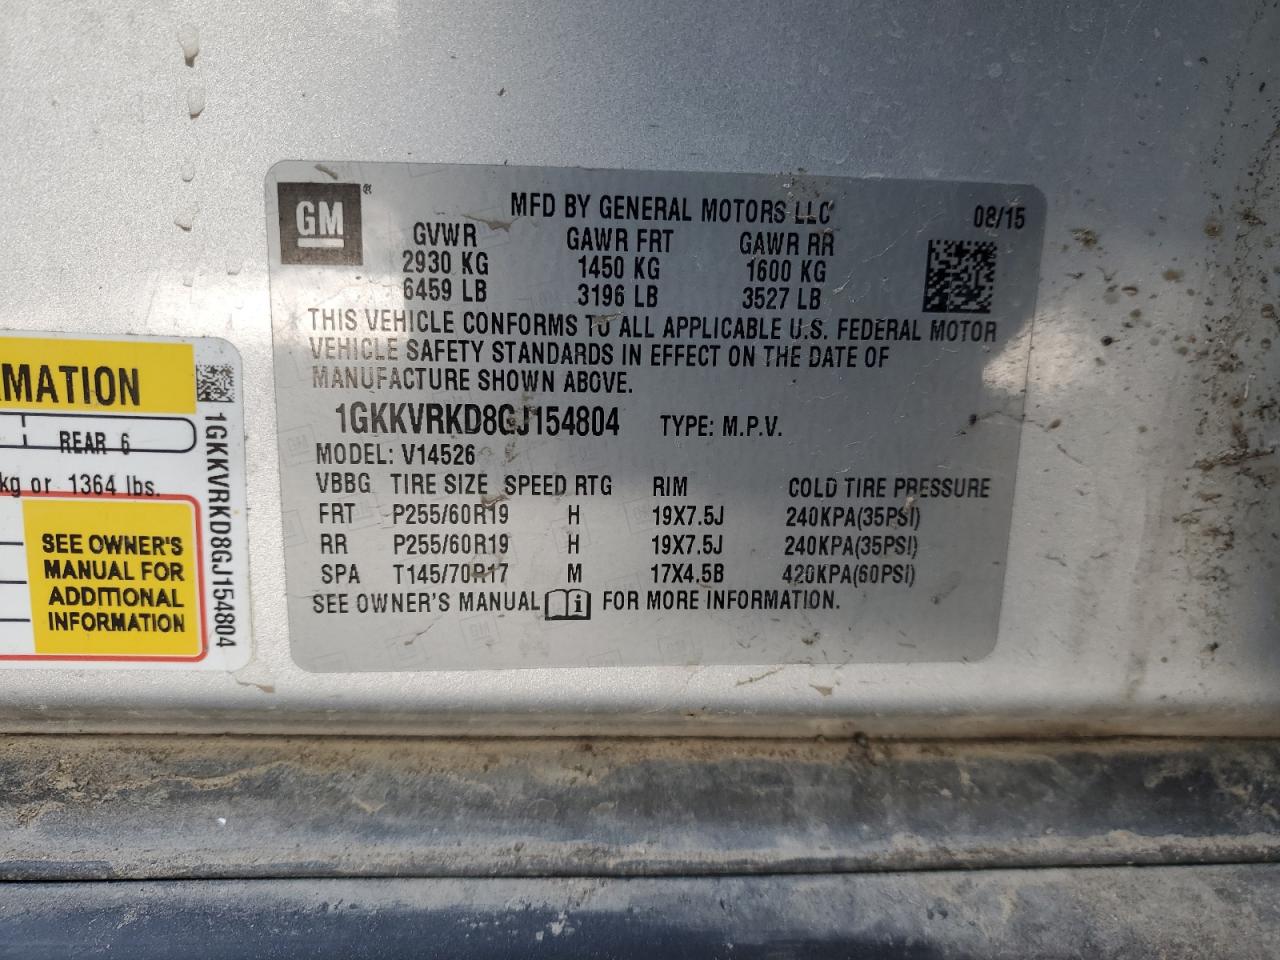 GM ®
MFD BY GENERAL MOTORS LLC 08/15
GVWR GAWR FRT GAWR RR
2930 KG 1450 KG 1600 KG
6459 LB 3196 LB 3527 LB
THIS VEHICLE CONFORMS TO ALL APPLICABLE U.S. FEDERAL MOTOR
VEHICLE SAFETY STANDARDS IN EFFECT ON THE DATE OF
MANUFACTURE SHOWN ABOVE.
1GKKVRKD8GJ154804 TYPE: M.P.V.
MODEL: V14526
VBBG TIRE SIZE SPEED RTG RIM COLD TIRE PRESSURE
FRT P255/60R19 H 19X7.5J 240KPA(35PSI)
RR P255/60R19 H 19X7.5J 240KPA(35PSI)
SPA T145/70R17 M 17X4.5B 420KPA(60PSI)
SEE OWNER'S MANUAL i FOR MORE INFORMATION.
RMATION
REAR 6
kg or 1364 lbs.
SEE OWNER'S
MANUAL FOR
ADDITIONAL
INFORMATION
1GKKVRKD8GJ154804